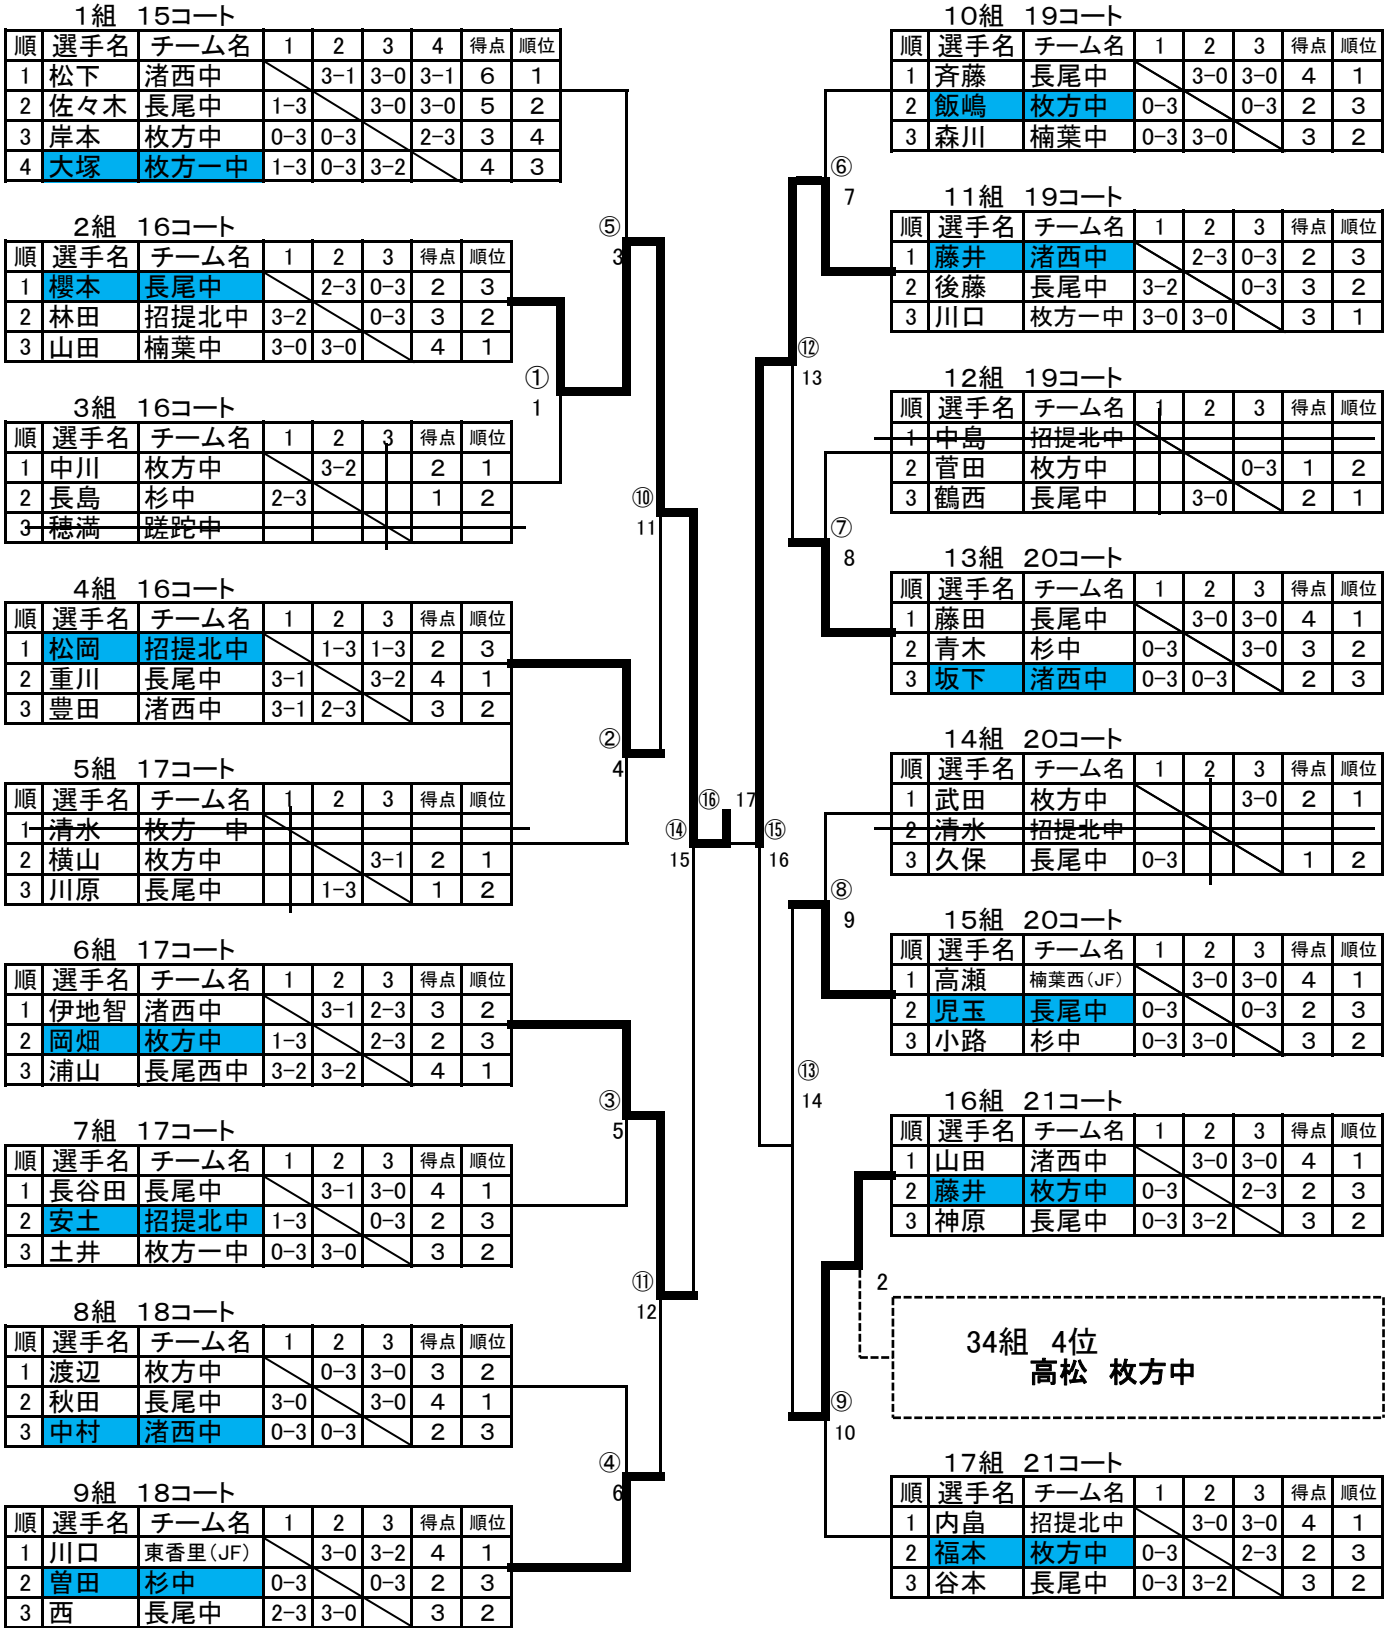 1組 15コート
順 選手名 チーム名 1 2 3 4 得点 順位
1 松下 渚西中 3-1 3-0 3-1 6 1
2 佐々木 長尾中 1-3 3-0 3-0 5 2
3 岸本 枚方中 0-3 0-3 2-3 3 4
4 大塚 枚方一中 1-3 0-3 3-2 4 3
2組 16コート
順 選手名 チーム名 1 2 3 得点 順位
1 櫻本 長尾中 2-3 0-3 2 3
2 林田 招提北中 3-2 0-3 3 2
3 山田 楠葉中 3-0 3-0 4 1
3組 16コート
順 選手名 チーム名 1 2 3 得点 順位
1 中川 枚方中 3-2 2 1
2 長島 杉中 2-3 1 2
3 穂満 蹉跎中
4組 16コート
順 選手名 チーム名 1 2 3 得点 順位
1 松岡 招提北中 1-3 1-3 2 3
2 重川 長尾中 3-1 3-2 4 1
3 豊田 渚西中 3-1 2-3 3 2
5組 17コート
順 選手名 チーム名 1 2 3 得点 順位
1 清水 枚方一中
2 横山 枚方中 3-1 2 1
3 川原 長尾中 1-3 1 2
6組 17コート
順 選手名 チーム名 1 2 3 得点 順位
1 伊地智 渚西中 3-1 2-3 3 2
2 岡畑 枚方中 1-3 2-3 2 3
3 浦山 長尾西中 3-2 3-2 4 1
7組 17コート
順 選手名 チーム名 1 2 3 得点 順位
1 長谷田 長尾中 3-1 3-0 4 1
2 安土 招提北中 1-3 0-3 2 3
3 土井 枚方一中 0-3 3-0 3 2
8組 18コート
順 選手名 チーム名 1 2 3 得点 順位
1 渡辺 枚方中 0-3 3-0 3 2
2 秋田 長尾中 3-0 3-0 4 1
3 中村 渚西中 0-3 0-3 2 3
9組 18コート
順 選手名 チーム名 1 2 3 得点 順位
1 川口 東香里(JF) 3-0 3-2 4 1
2 曽田 杉中 0-3 0-3 2 3
3 西 長尾中 2-3 3-0 3 2
⑤
3
①
1
⑩
11
②
4
③
5
⑪
12
④
6
⑭
15
⑯ 17
⑮
16
⑥
7
⑫
13
⑦
8
⑧
9
⑬
14
2
⑨
10
10組 19コート
順 選手名 チーム名 1 2 3 得点 順位
1 斉藤 長尾中 3-0 3-0 4 1
2 飯嶋 枚方中 0-3 0-3 2 3
3 森川 楠葉中 0-3 3-0 3 2
11組 19コート
順 選手名 チーム名 1 2 3 得点 順位
1 藤井 渚西中 2-3 0-3 2 3
2 後藤 長尾中 3-2 0-3 3 2
3 川口 枚方一中 3-0 3-0 3 1
12組 19コート
順 選手名 チーム名 1 2 3 得点 順位
1 中島 招提北中
2 菅田 枚方中 0-3 1 2
3 鶴西 長尾中 3-0 2 1
13組 20コート
順 選手名 チーム名 1 2 3 得点 順位
1 藤田 長尾中 3-0 3-0 4 1
2 青木 杉中 0-3 3-0 3 2
3 坂下 渚西中 0-3 0-3 2 3
14組 20コート
順 選手名 チーム名 1 2 3 得点 順位
1 武田 枚方中 3-0 2 1
2 清水 招提北中
3 久保 長尾中 0-3 1 2
15組 20コート
順 選手名 チーム名 1 2 3 得点 順位
1 高瀬 楠葉西(JF) 3-0 3-0 4 1
2 児玉 長尾中 0-3 0-3 2 3
3 小路 杉中 0-3 3-0 3 2
16組 21コート
順 選手名 チーム名 1 2 3 得点 順位
1 山田 渚西中 3-0 3-0 4 1
2 藤井 枚方中 0-3 2-3 2 3
3 神原 長尾中 0-3 3-2 3 2
34組 4位
高松 枚方中
17組 21コート
順 選手名 チーム名 1 2 3 得点 順位
1 内畠 招提北中 3-0 3-0 4 1
2 福本 枚方中 0-3 2-3 2 3
3 谷本 長尾中 0-3 3-2 3 2